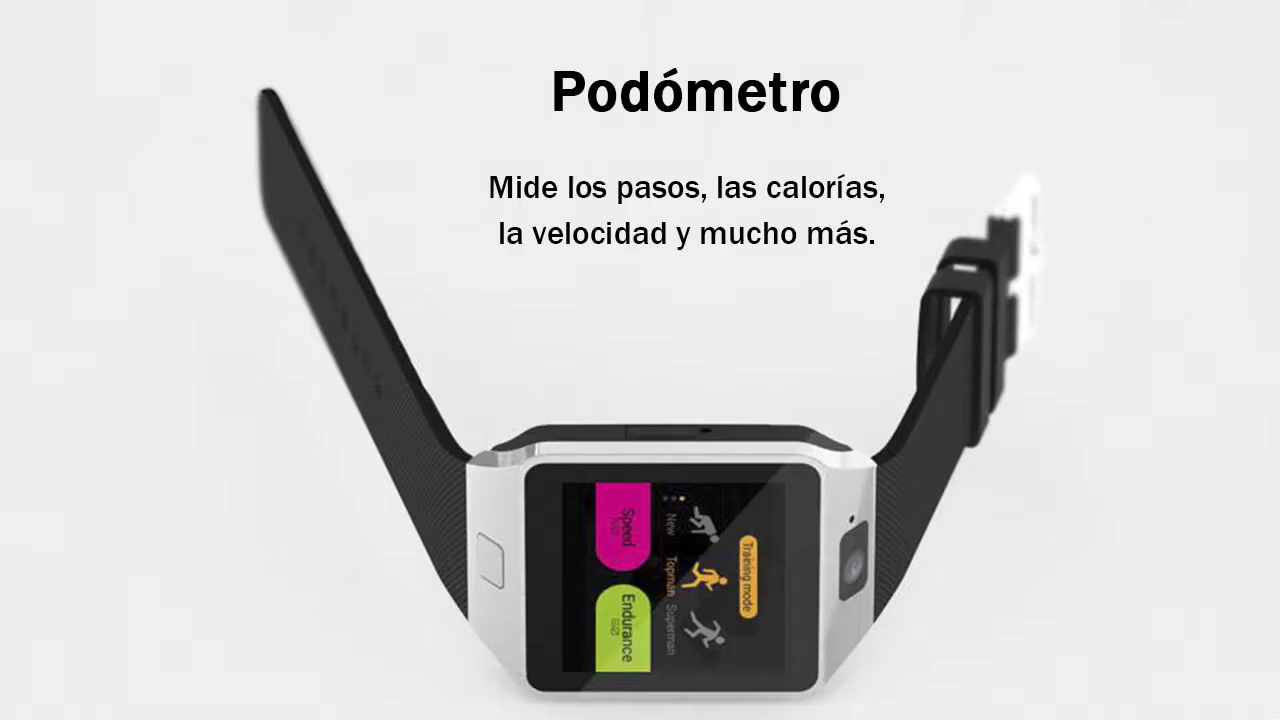 Podómetro
Mide los pasos, las calorías,
la velocidad y mucho más.
Training mode
New
Topman
Superman
Speed
Endurance